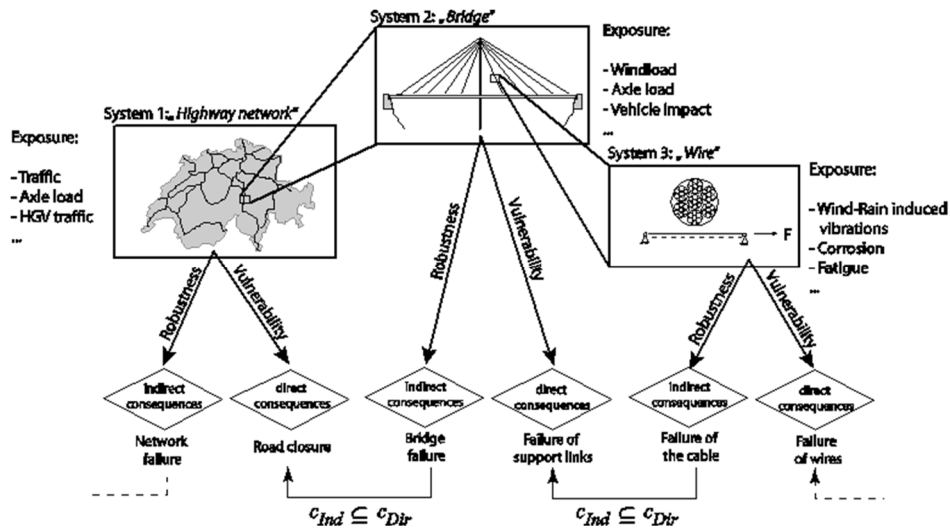 System 2: „Bridge“
Exposure:
- Windload
- Axle load
- Vehicle impact
...
System 1: „Highway network“
Exposure:
- Traffic
- Axle load
- HGV traffic
...
System 3: „Wire“
F
Exposure:
- Wind-Rain induced
vibrations
- Corrosion
- Fatigue
...
Robustness
Vulnerability
Robustness
Vulnerability
Robustness
Vulnerability
indirect
consequences
Network
failure
direct
consequences
Road closure
indirect
consequences
Bridge
failure
direct
consequences
Failure of
support links
indirect
consequences
Failure of
the cable
direct
consequences
Failure
of wires
c_Ind ⊆ c_Dir
c_Ind ⊆ c_Dir